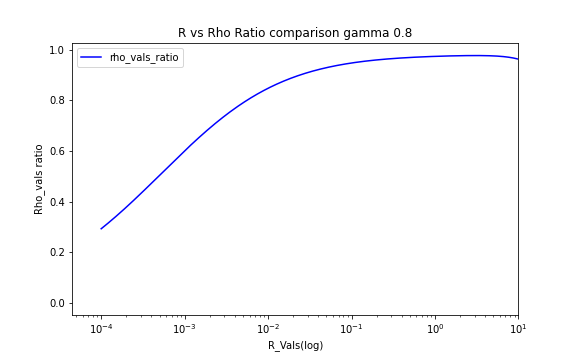 R vs Rho Ratio comparison gamma 0.8
rho_vals_ratio
1.0
0.8
0.6
0.4
0.2
0.0
Rho_vals ratio
10⁻⁴ 10⁻³ 10⁻² 10⁻¹ 10⁰ 10¹
R_Vals(log)